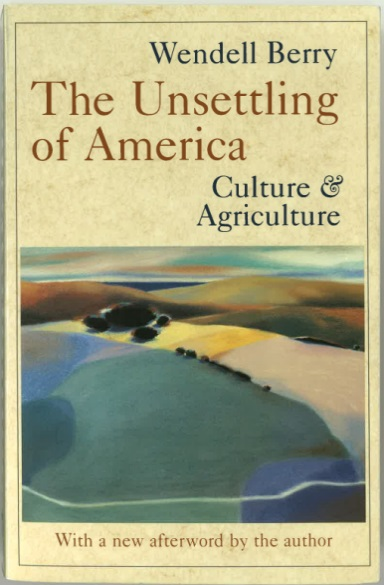 Wendell Berry
The Unsettling
of America
Culture &
Agriculture
With a new afterword by the author